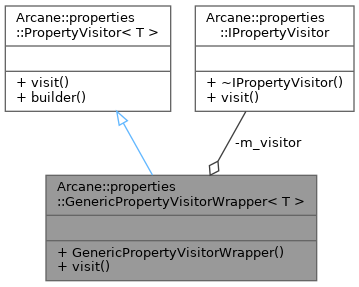 Arcane::properties
::PropertyVisitor< T >
+ visit()
+ builder()
Arcane::properties
::IPropertyVisitor
+ ~IPropertyVisitor()
+ visit()
-m_visitor
Arcane::properties
::GenericPropertyVisitorWrapper< T >
+ GenericPropertyVisitorWrapper()
+ visit()